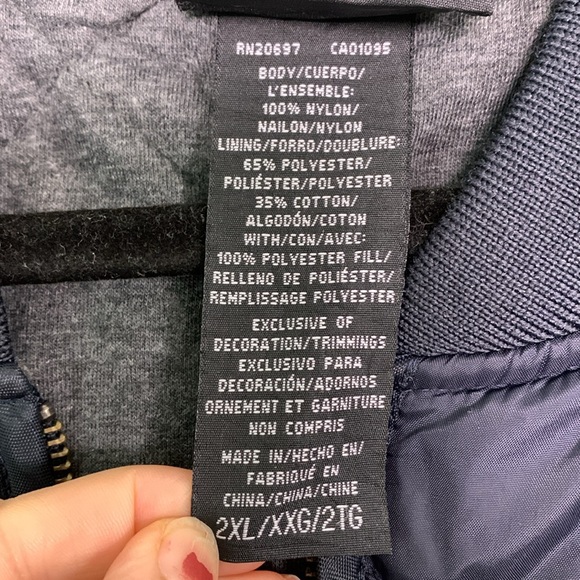 RN20697 CA01095
BODY/CUERPO/
L'ENSEMBLE:
100% NYLON/
NAILON/NYLON
LINING/FORRO/DOUBLURE:
65% POLYESTER/
POLIÉSTER/POLYESTER
35% COTTON/
ALGODÓN/COTON
WITH/CON/AVEC:
100% POLYESTER FILL/
RELLENO DE POLIÉSTER/
REMPLISSAGE POLYESTER
EXCLUSIVE OF
DECORATION/TRIMMINGS
EXCLUSIVO PARA
DECORACIÓN/ADORNOS
ORNEMENT ET GARNITURE
NON COMPRIS
MADE IN/HECHO EN/
FABRIQUÉ EN
CHINA/CHINA/CHINE
2XL/XXG/2TG